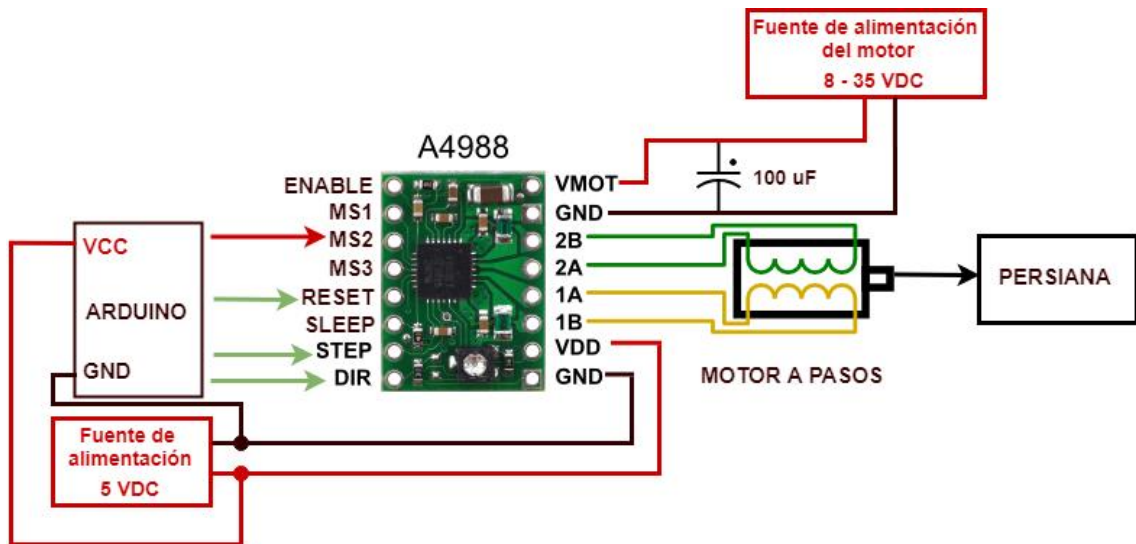 Fuente de alimentación
del motor
8 - 35 VDC
A4988
ENABLE
MS1
MS2
MS3
RESET
SLEEP
STEP
DIR
VMOT
GND
2B
2A
1A
1B
VDD
GND
100 uF
VCC
ARDUINO
GND
PERSIANA
MOTOR A PASOS
Fuente de
alimentación
5 VDC